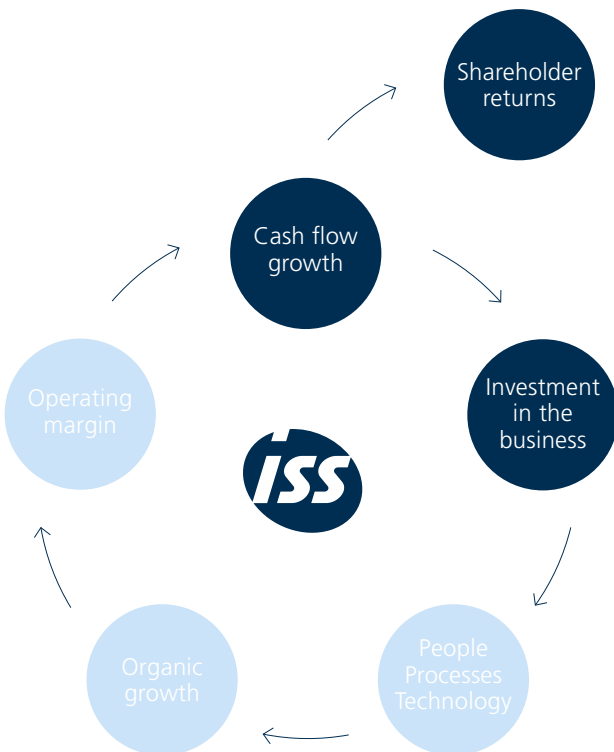 Shareholder
returns
Cash flow
growth
Operating
margin
Investment
in the
business
ISS
Organic
growth
People
Processes
Technology